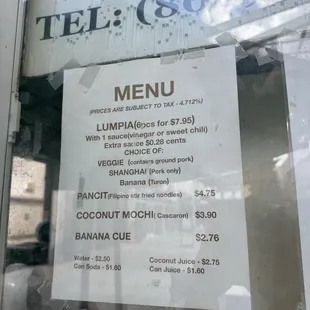 TEL: (80
MENU
(PRICES ARE SUBJECT TO TAX - 4.712%)
LUMPIA(6pcs for $7.95)
With 1 sauce(vinegar or sweet chili)
Extra sauce $0.28 cents
CHOICE OF:
VEGGIE (contains ground pork)
SHANGHAI (Pork only)
Banana (Turon)
PANCIT(Filipino stir fried noodles) $4.75
COCONUT MOCHI( Cascaron) $3.90
BANANA CUE $2.76
Water - $2.50 Coconut Juice - $2.75
Can Soda - $1.60 Can Juice - $1.60